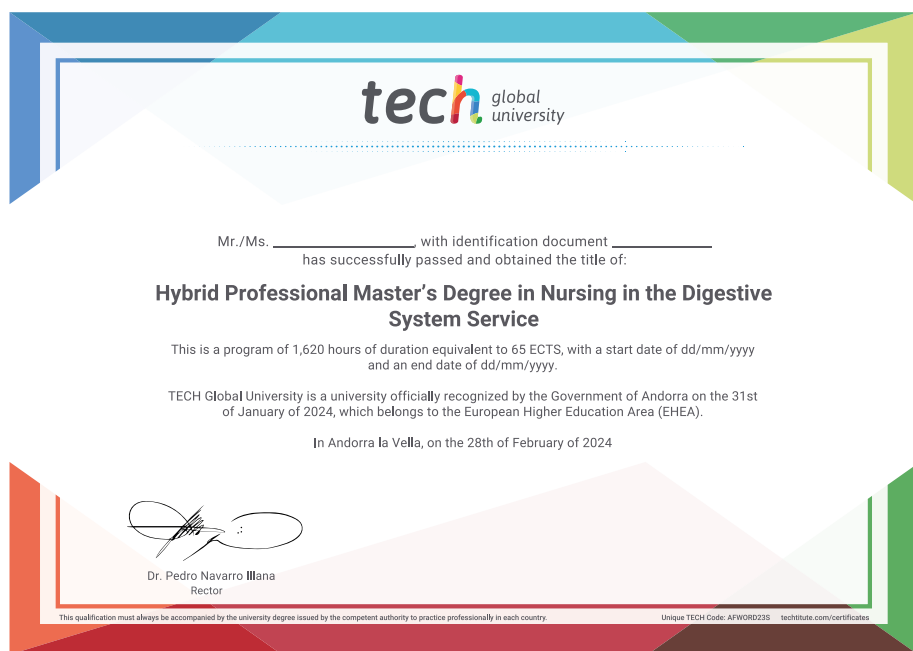 tech global
university
Mr./Ms. ____________________, with identification document ______________
has successfully passed and obtained the title of:
Hybrid Professional Master’s Degree in Nursing in the Digestive
System Service
This is a program of 1,620 hours of duration equivalent to 65 ECTS, with a start date of dd/mm/yyyy
and an end date of dd/mm/yyyy.
TECH Global University is a university officially recognized by the Government of Andorra on the 31st
of January of 2024, which belongs to the European Higher Education Area (EHEA).
In Andorra la Vella, on the 28th of February of 2024
Dr. Pedro Navarro Illana
Rector
This qualification must always be accompanied by the university degree issued by the competent authority to practice professionally in each country.
Unique TECH Code: AFWORD23S techtitute.com/certificates